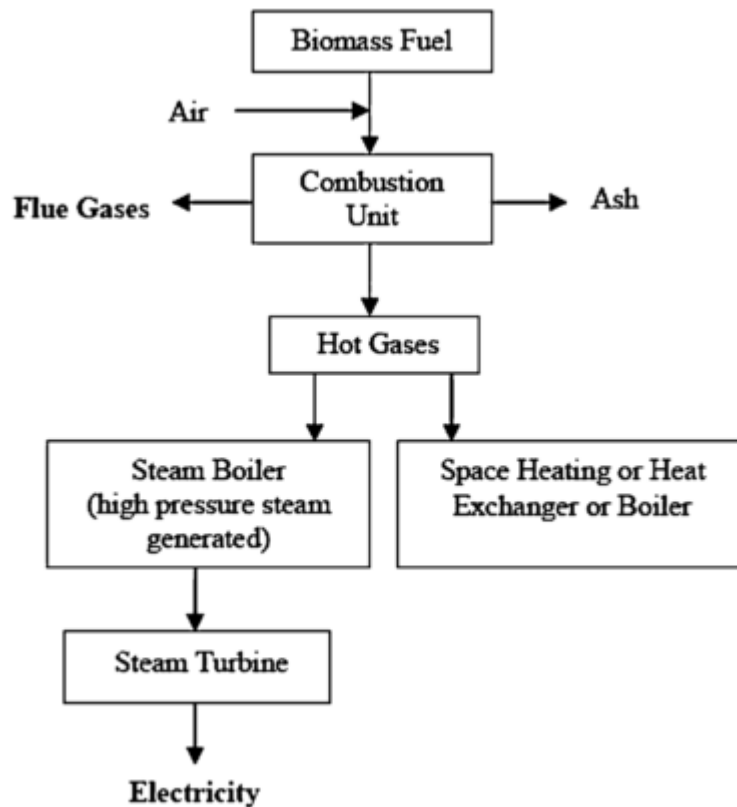 Biomass Fuel
Air
Combustion
Unit
Flue Gases
Ash
Hot Gases
Steam Boiler
(high pressure steam
generated)
Space Heating or Heat
Exchanger or Boiler
Steam Turbine
Electricity